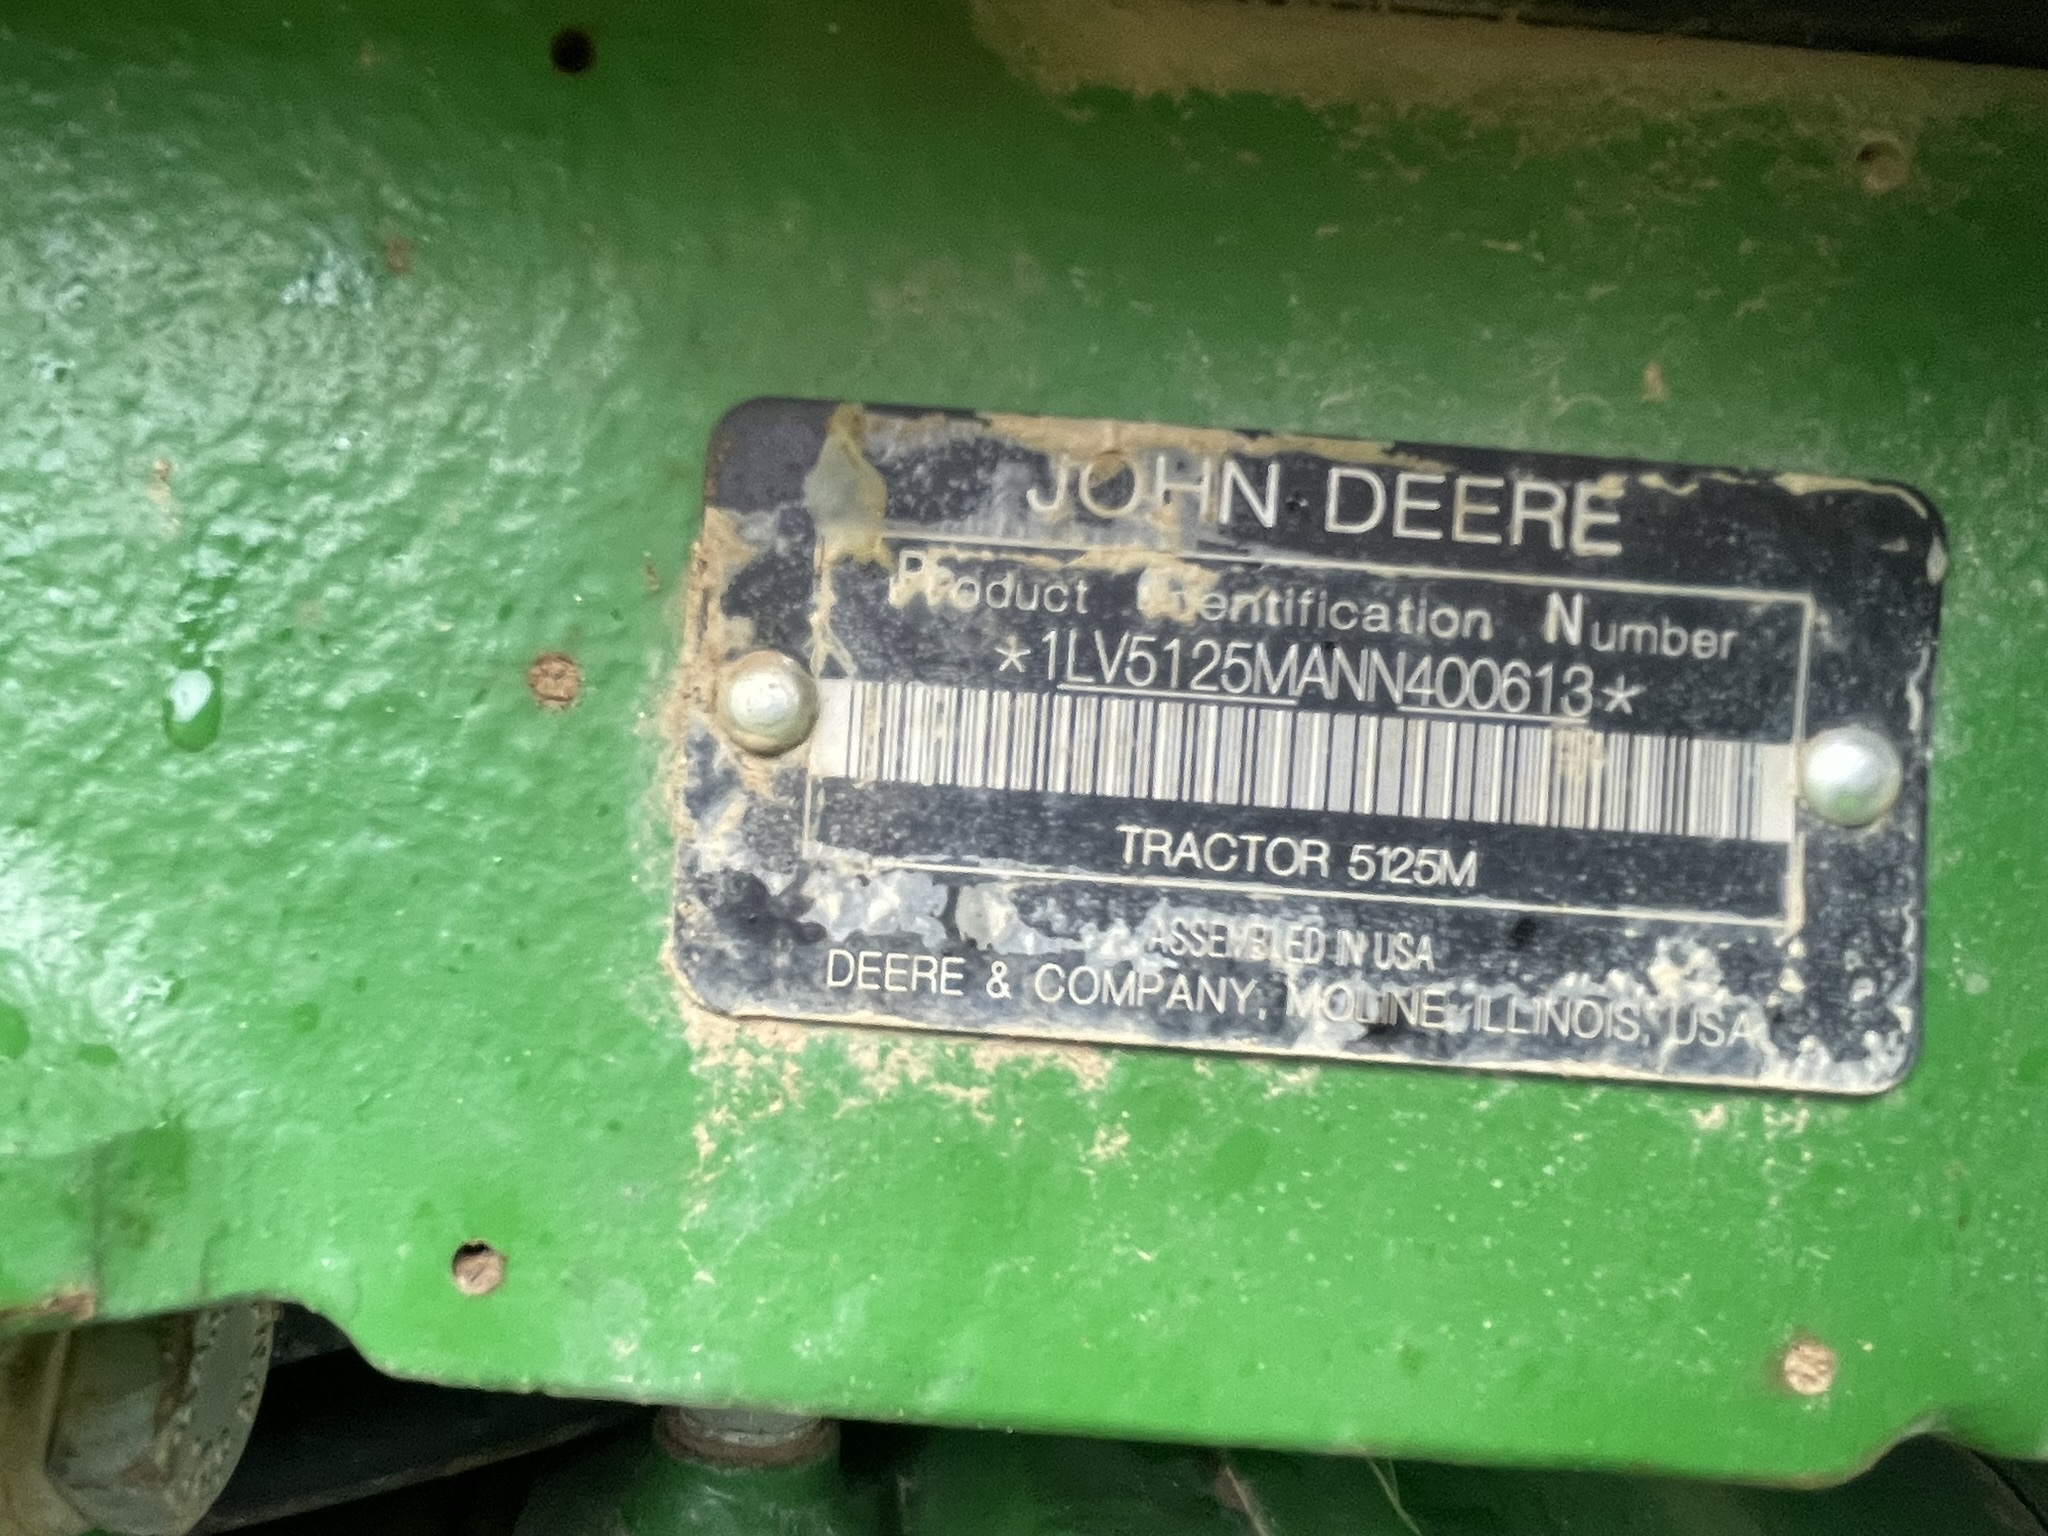 JOHN DEERE
Product Identification Number
*1LV5125MANN400613*
TRACTOR 5125M
ASSEMBLED IN USA
DEERE & COMPANY, MOLINE ILLINOIS, USA